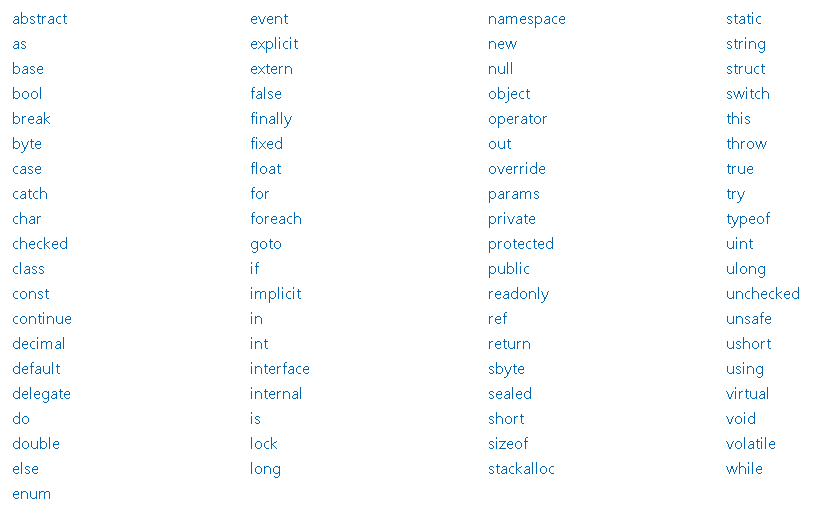 abstract event namespace static
as explicit new string
base extern null struct
bool false object switch
break finally operator this
byte fixed out throw
case float override true
catch for params try
char foreach private typeof
checked goto protected uint
class if public ulong
const implicit readonly unchecked
continue in ref unsafe
decimal int return ushort
default interface sbyte using
delegate internal sealed virtual
do is short void
double lock sizeof volatile
else long stackalloc while
enum